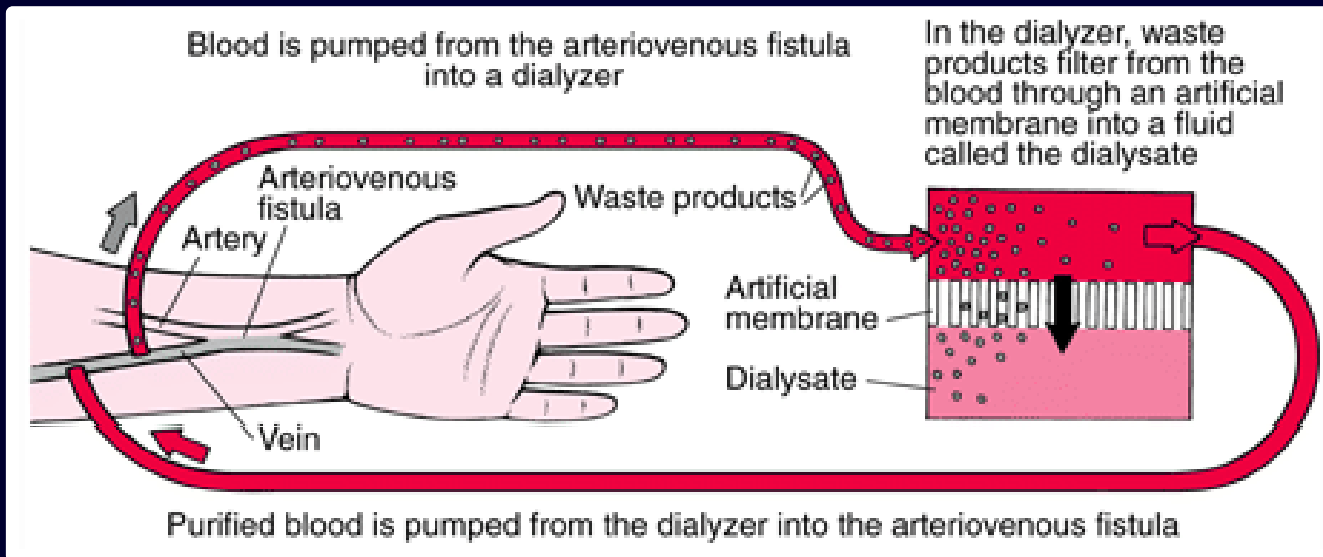 Blood is pumped from the arteriovenous fistula
into a dialyzer
In the dialyzer, waste
products filter from the
blood through an artificial
membrane into a fluid
called the dialysate
Arteriovenous
fistula
Artery
Waste products
Artificial
membrane
Dialysate
Vein
Purified blood is pumped from the dialyzer into the arteriovenous fistula